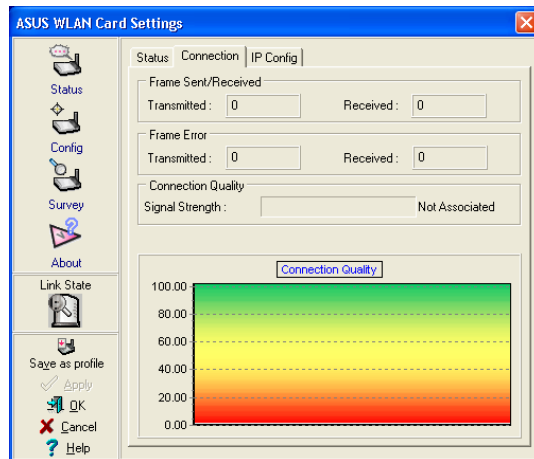 ASUS WLAN Card Settings
Status
Config
Survey
About
Link State
Save as profile
Apply
OK
Cancel
Help
Status Connection IP Config
Frame Sent/Received
Transmitted : 0 Received : 0
Frame Error
Transmitted : 0 Received : 0
Connection Quality
Signal Strength : Not Associated
Connection Quality
100.00
80.00
60.00
40.00
20.00
0.00